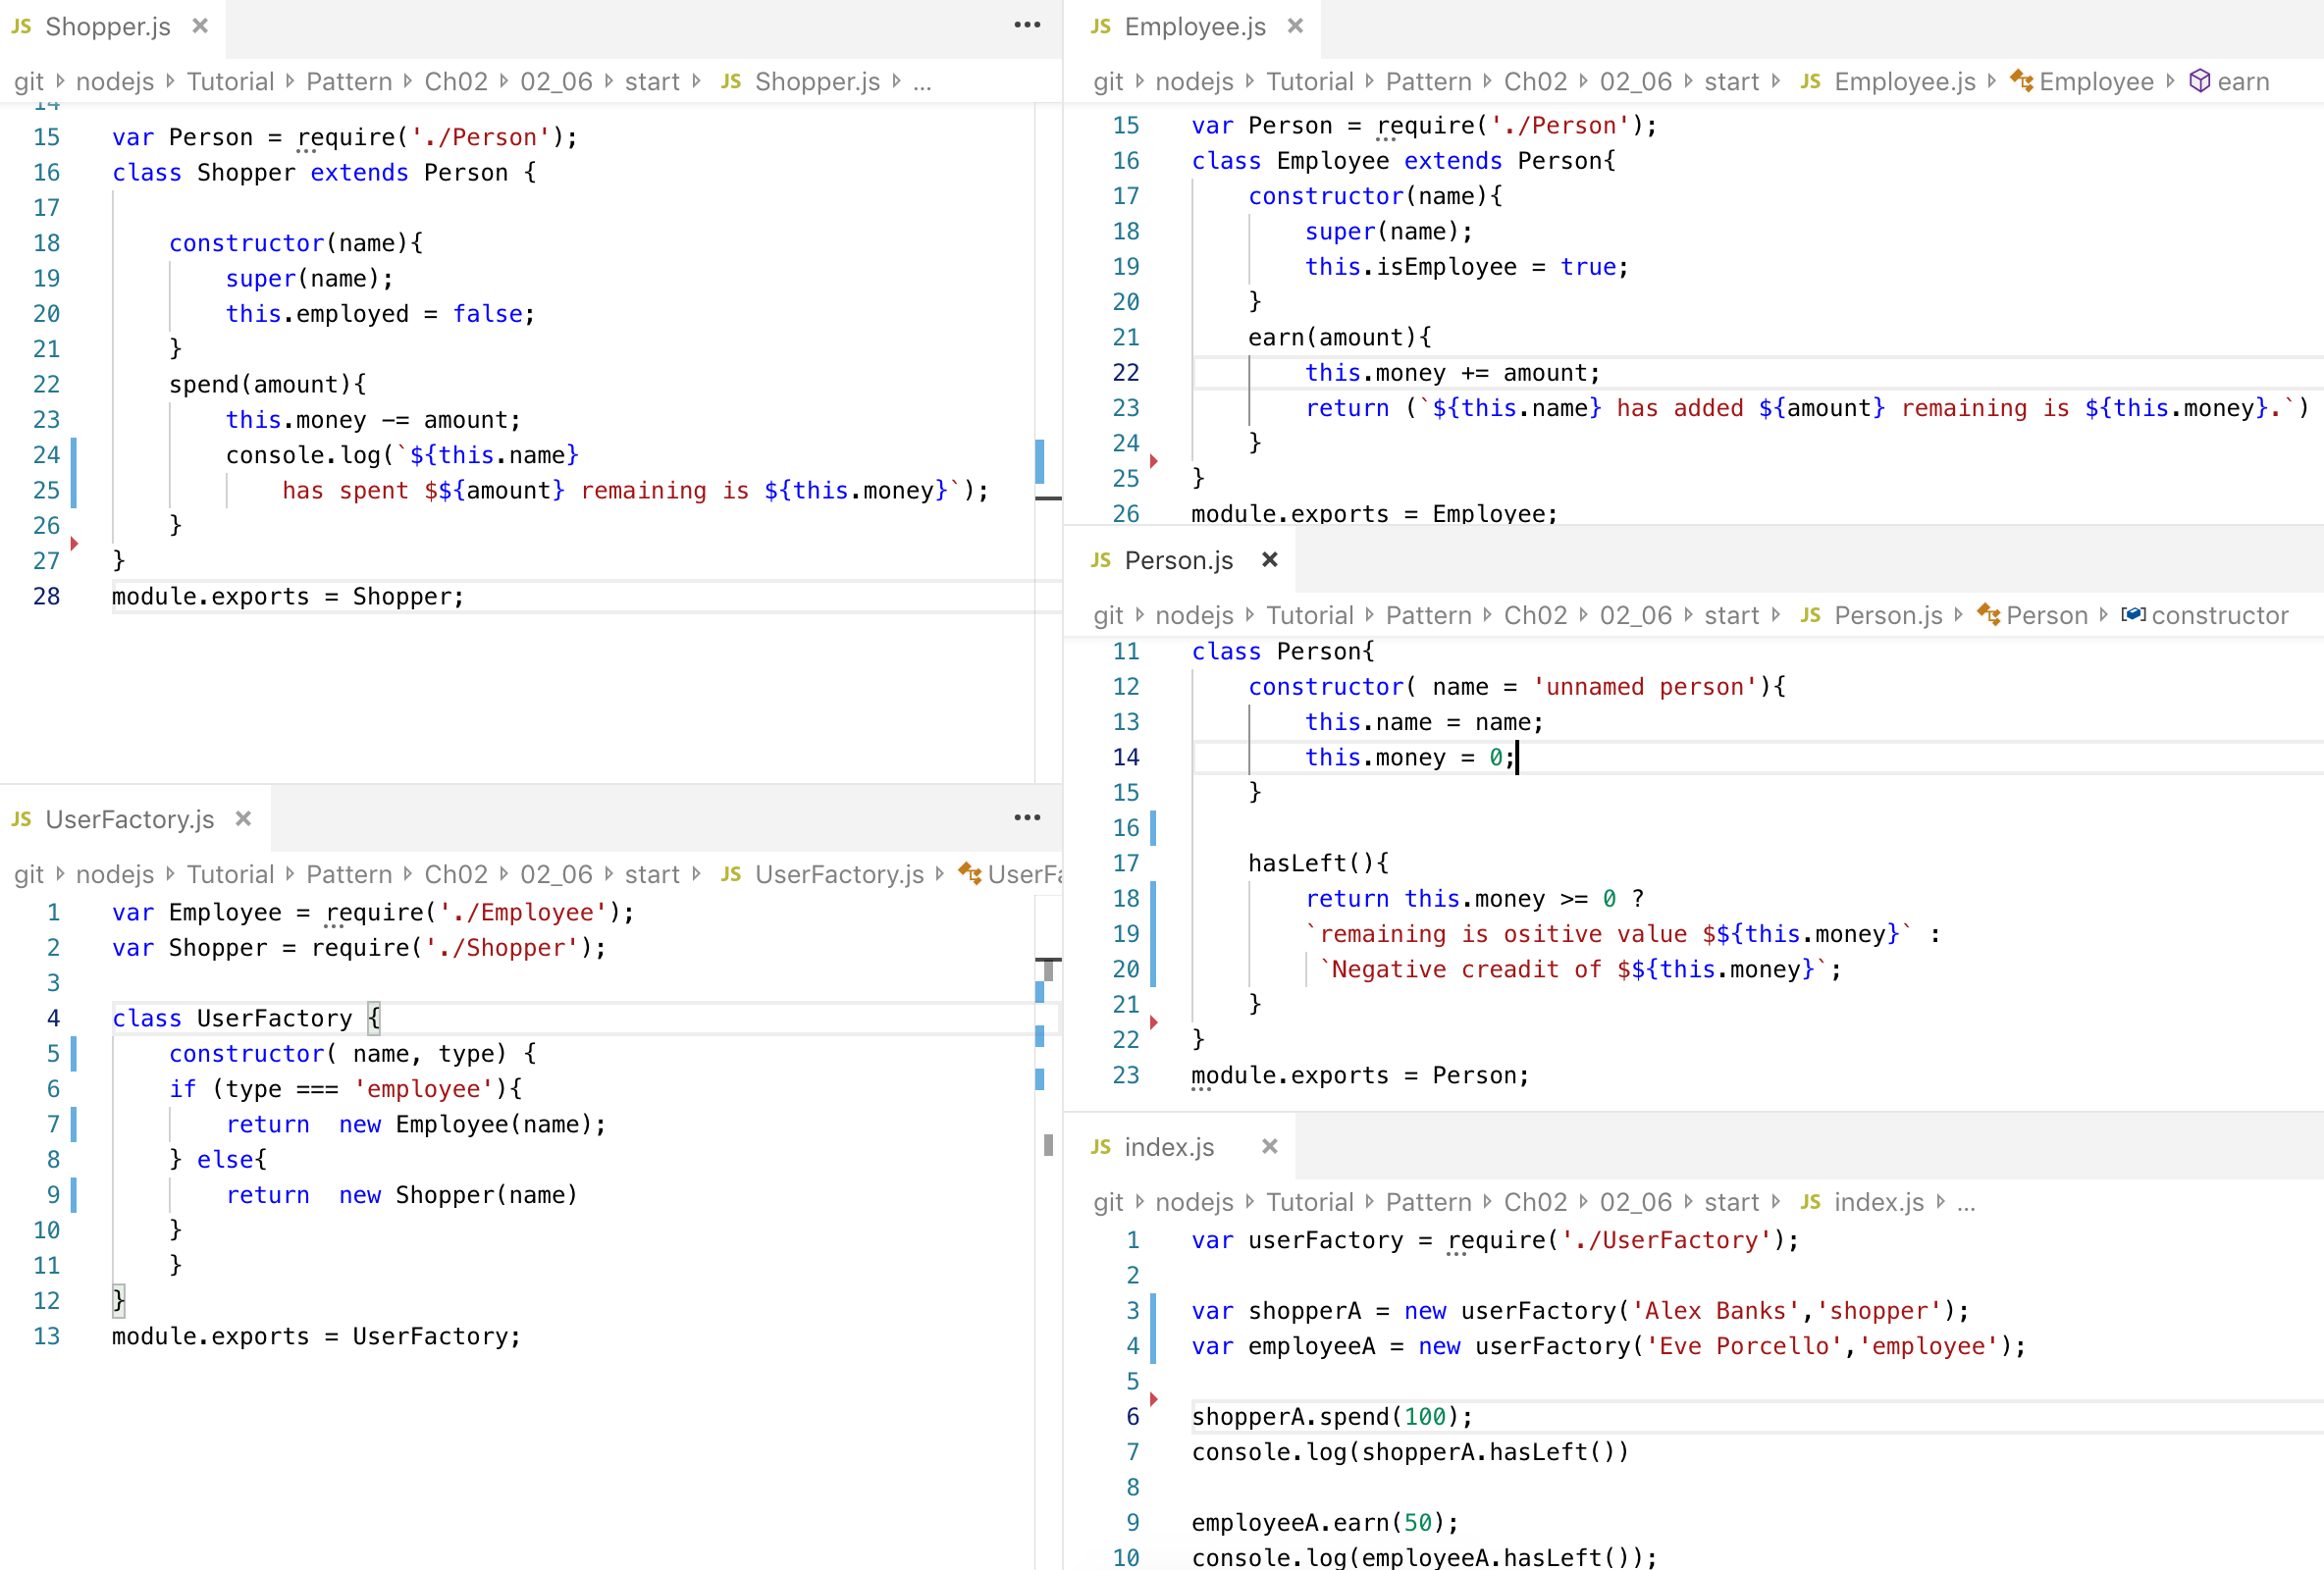 JS Shopper.js ×
git nodejs Tutorial Pattern Ch02 02_06 start JS Shopper.js ...
14
15 var Person = require('./Person');
16 class Shopper extends Person {
17
18 constructor(name){
19 super(name);
20 this.employed = false;
21 }
22 spend(amount){
23 this.money -= amount;
24 console.log(`${this.name}
25 has spent $${amount} remaining is ${this.money}`);
26 }
27 }
28 module.exports = Shopper;
JS UserFactory.js ×
git nodejs Tutorial Pattern Ch02 02_06 start JS UserFactory.js UserFa
1 var Employee = require('./Employee');
2 var Shopper = require('./Shopper');
3
4 class UserFactory {
5 constructor( name, type) {
6 if (type === 'employee'){
7 return  new Employee(name);
8 } else{
9 return  new Shopper(name)
10 }
11 }
12 }
13 module.exports = UserFactory;
JS Employee.js ×
git nodejs Tutorial Pattern Ch02 02_06 start JS Employee.js Employee earn
15 var Person = require('./Person');
16 class Employee extends Person{
17 constructor(name){
18 super(name);
19 this.isEmployee = true;
20 }
21 earn(amount){
22 this.money += amount;
23 return (`${this.name} has added ${amount} remaining is ${this.money}.`)
24 }
25 }
26 module.exports = Employee;
JS Person.js ×
git nodejs Tutorial Pattern Ch02 02_06 start JS Person.js Person constructor
11 class Person{
12 constructor( name = 'unnamed person'){
13 this.name = name;
14 this.money = 0;
15 }
16
17 hasLeft(){
18 return this.money >= 0 ?
19 `remaining is ositive value $${this.money}` :
20 `Negative creadit of $${this.money}`;
21 }
22 }
23 module.exports = Person;
JS index.js ×
git nodejs Tutorial Pattern Ch02 02_06 start JS index.js ...
1 var userFactory = require('./UserFactory');
2
3 var shopperA = new userFactory('Alex Banks','shopper');
4 var employeeA = new userFactory('Eve Porcello','employee');
5
6 shopperA.spend(100);
7 console.log(shopperA.hasLeft())
8
9 employeeA.earn(50);
10 console.log(employeeA.hasLeft());